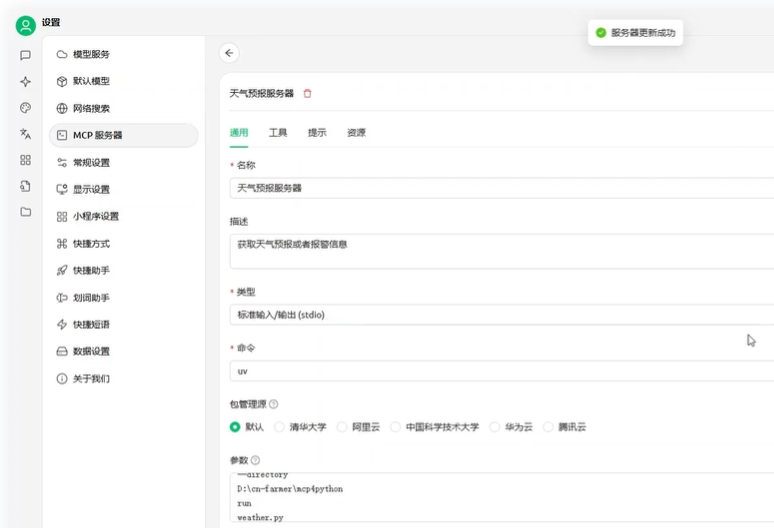 设置
服务器更新成功
模型服务
默认模型
网络搜索
MCP 服务器
常规设置
显示设置
小程序设置
快捷方式
快捷助手
划词助手
快捷短语
数据设置
关于我们
天气预报服务器
通用 工具 提示 资源
* 名称
天气预报服务器
描述
获取天气预报或者报警信息
* 类型
标准输入/输出 (stdio)
* 命令
uv
包管理源
默认 清华大学 阿里云 中国科学技术大学 华为云 腾讯云
参数
--directory
D:\cn-farmer\mcp4python
run
weather.py